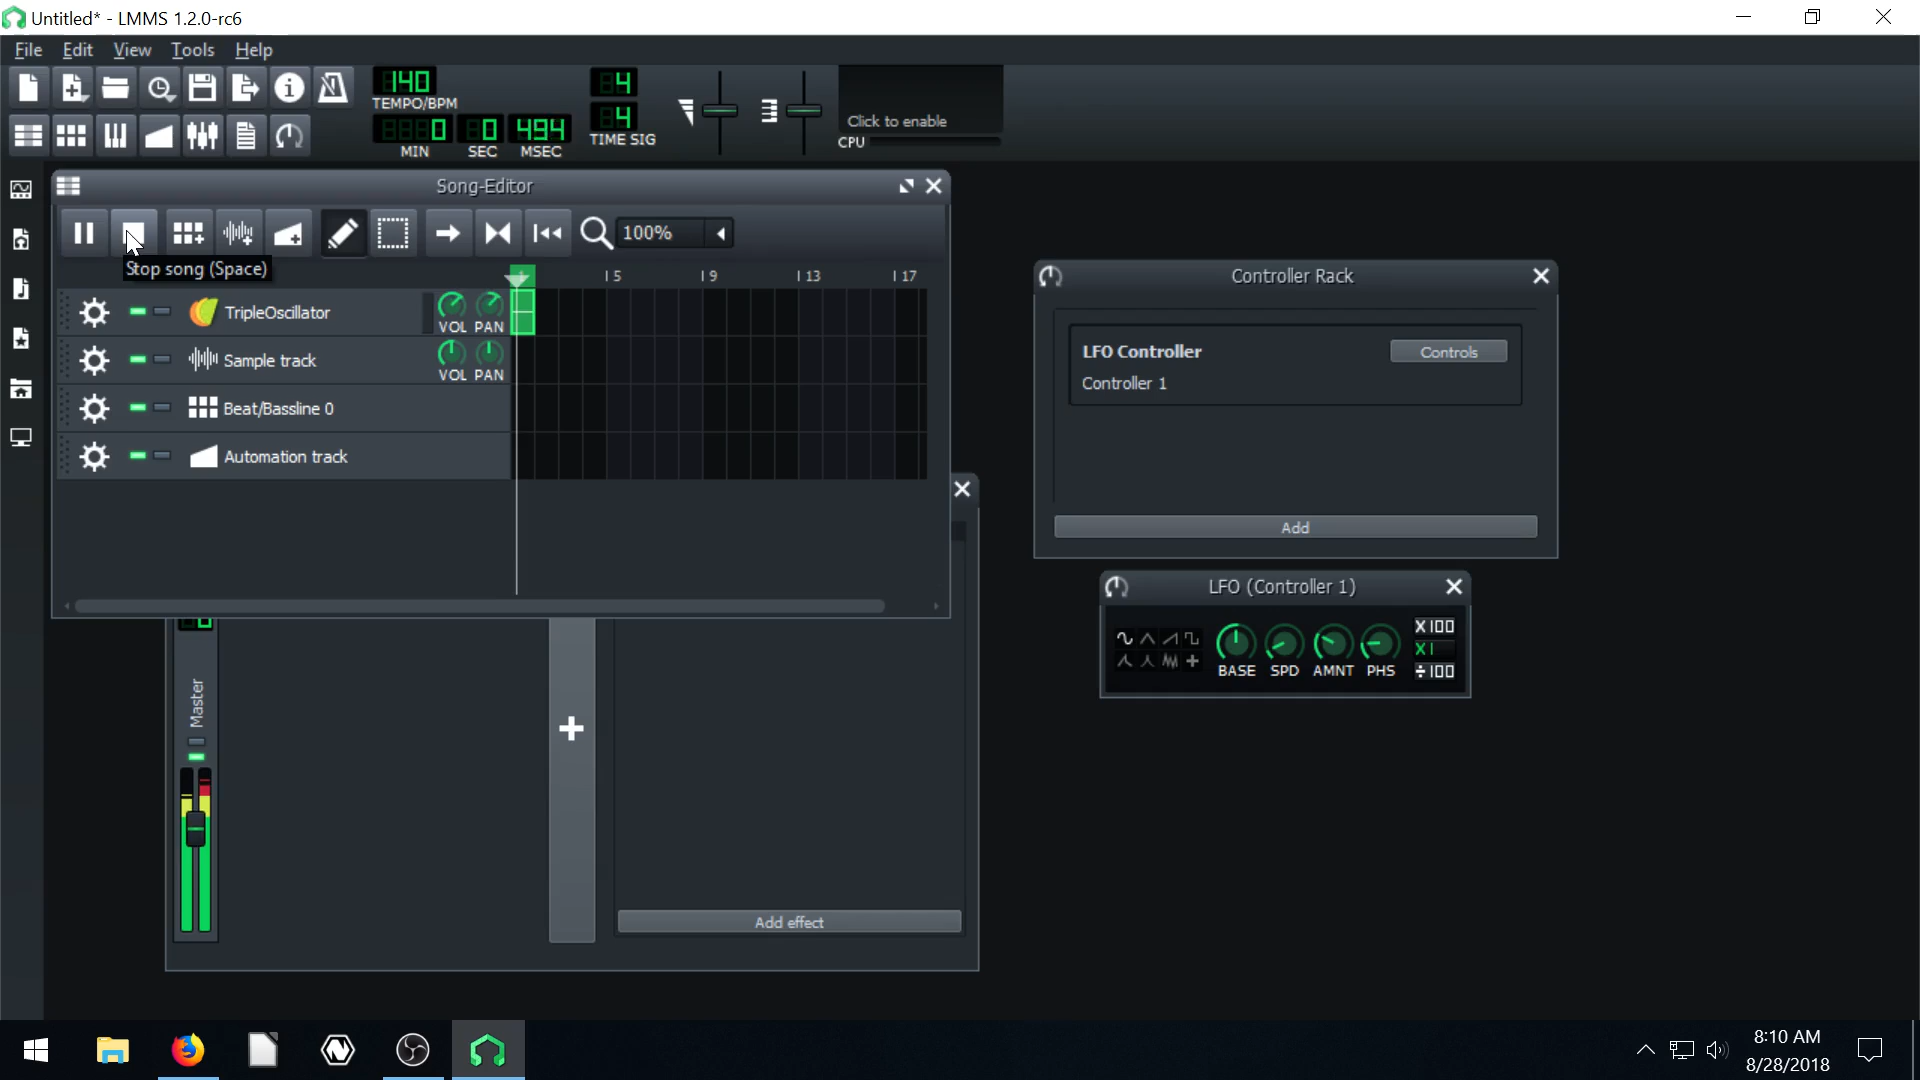 Untitled* - LMMS 1.2.0-rc6
File Edit View Tools Help
140
TEMPO/BPM
4
4
TIME SIG
0 0 494
MIN SEC MSEC
Click to enable
CPU
Song-Editor
100%
Stop song (Space)
1 5 9 13 17
TripleOscillator
VOL PAN
Sample track
VOL PAN
Beat/Bassline 0
Automation track
Controller Rack
LFO Controller
Controls
Controller 1
Add
LFO (Controller 1)
BASE SPD AMNT PHS
X100
X1
÷100
Master
Add effect
8:10 AM
8/28/2018